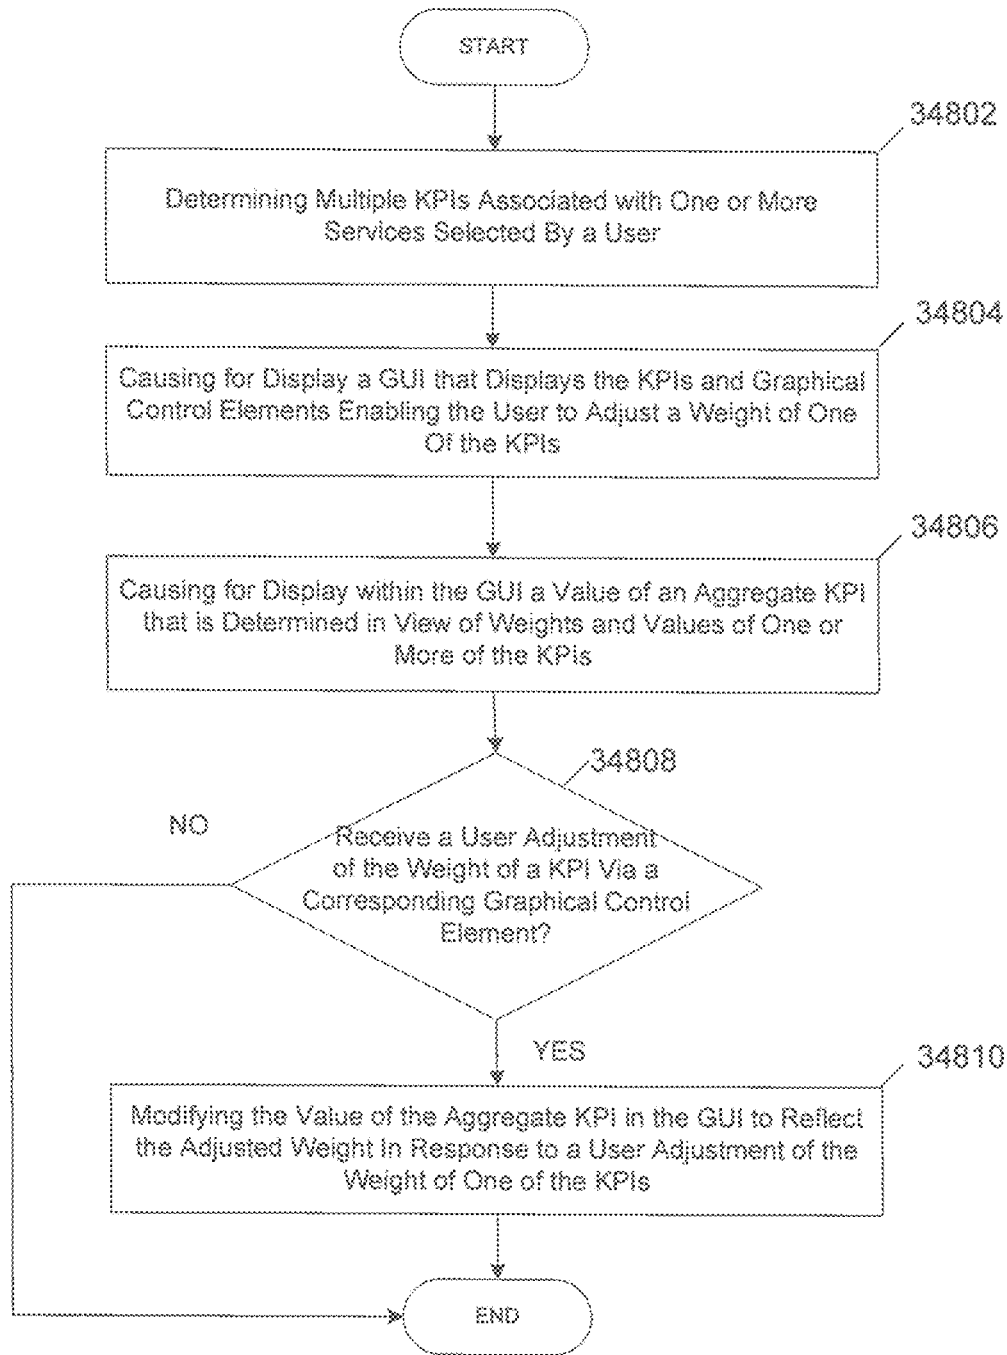 START
34802
Determining Multiple KPIs Associated with One or More
Services Selected By a User
34804
Causing for Display a GUI that Displays the KPIs and Graphical
Control Elements Enabling the User to Adjust a Weight of One
Of the KPIs
34806
Causing for Display within the GUI a Value of an Aggregate KPI
that is Determined in View of Weights and Values of One or
More of the KPIs
34808
NO
Receive a User Adjustment
of the Weight of a KPI Via a
Corresponding Graphical Control
Element?
YES
34810
Modifying the Value of the Aggregate KPI in the GUI to Reflect
the Adjusted Weight In Response to a User Adjustment of the
Weight of One of the KPIs
END